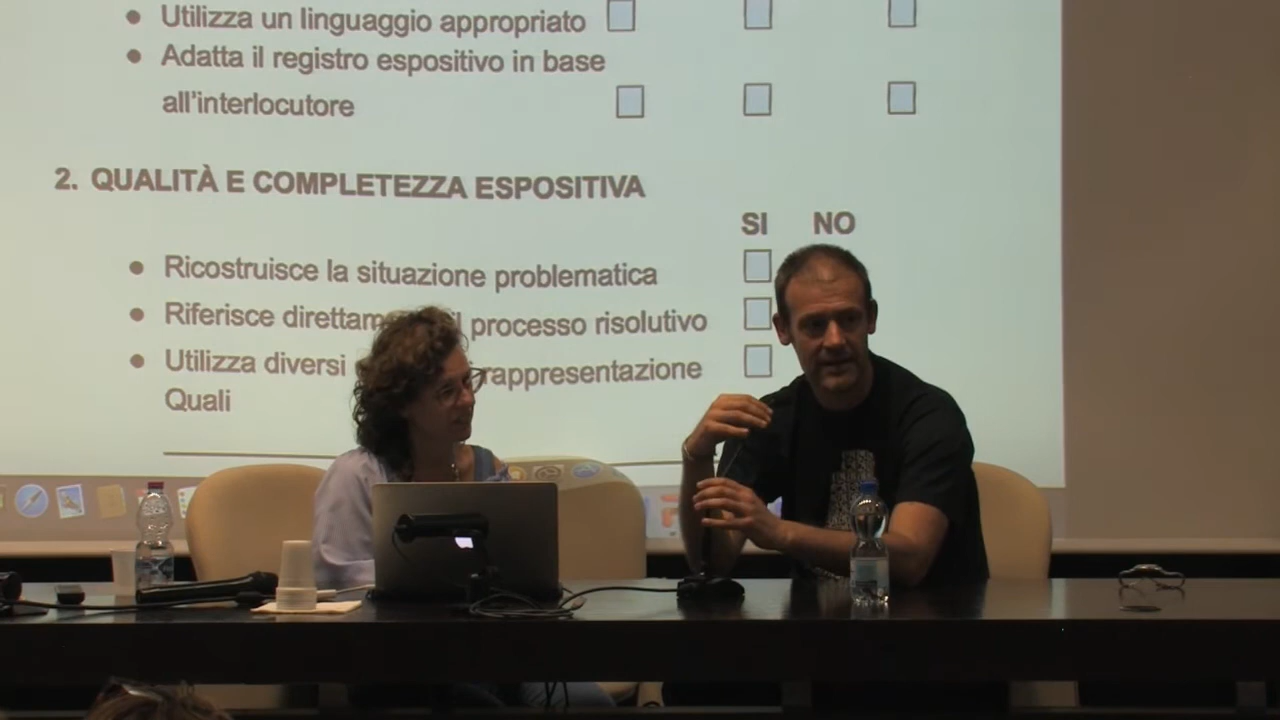 • Utilizza un linguaggio appropriato
• Adatta il registro espositivo in base
all'interlocutore
2. QUALITÀ E COMPLETEZZA ESPOSITIVA
SI NO
• Ricostruisce la situazione problematica
• Riferisce il processo risolutivo
• Utilizza diversi rappresentazione
Quali